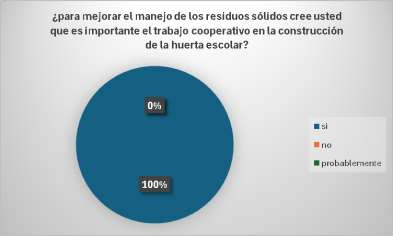 ¿para mejorar el manejo de los residuos sólidos cree usted
que es importante el trabajo cooperativo en la construcción
de la huerta escolar?
0%
100%
si
no
probablemente